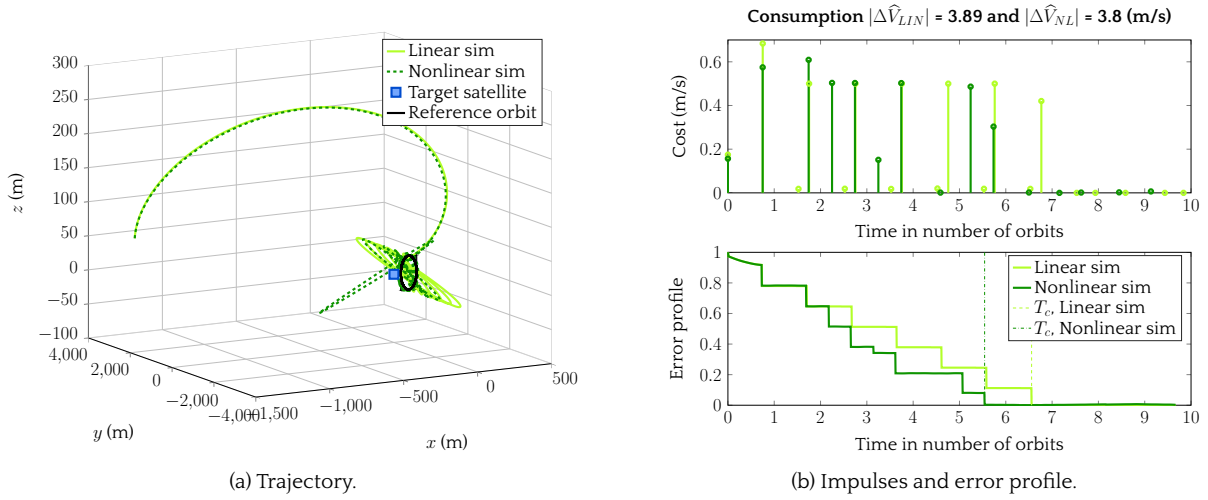 300
250
200
150
100
50
0
−50
−100
z (m)
4,000
2,000
0
−2,000
−4,000
y (m)
−1,500
−1,000
−500
0
500
x (m)
Linear sim
Nonlinear sim
Target satellite
Reference orbit
(a) Trajectory.
Consumption |ΔV̂_LIN| = 3.89 and |ΔV̂_NL| = 3.8 (m/s)
0.6
0.4
0.2
0
Cost (m/s)
0 1 2 3 4 5 6 7 8 9 10
Time in number of orbits
1
0.8
0.6
0.4
0.2
0
Error profile
Linear sim
Nonlinear sim
T_c, Linear sim
T_c, Nonlinear sim
0 1 2 3 4 5 6 7 8 9 10
Time in number of orbits
(b) Impulses and error profile.